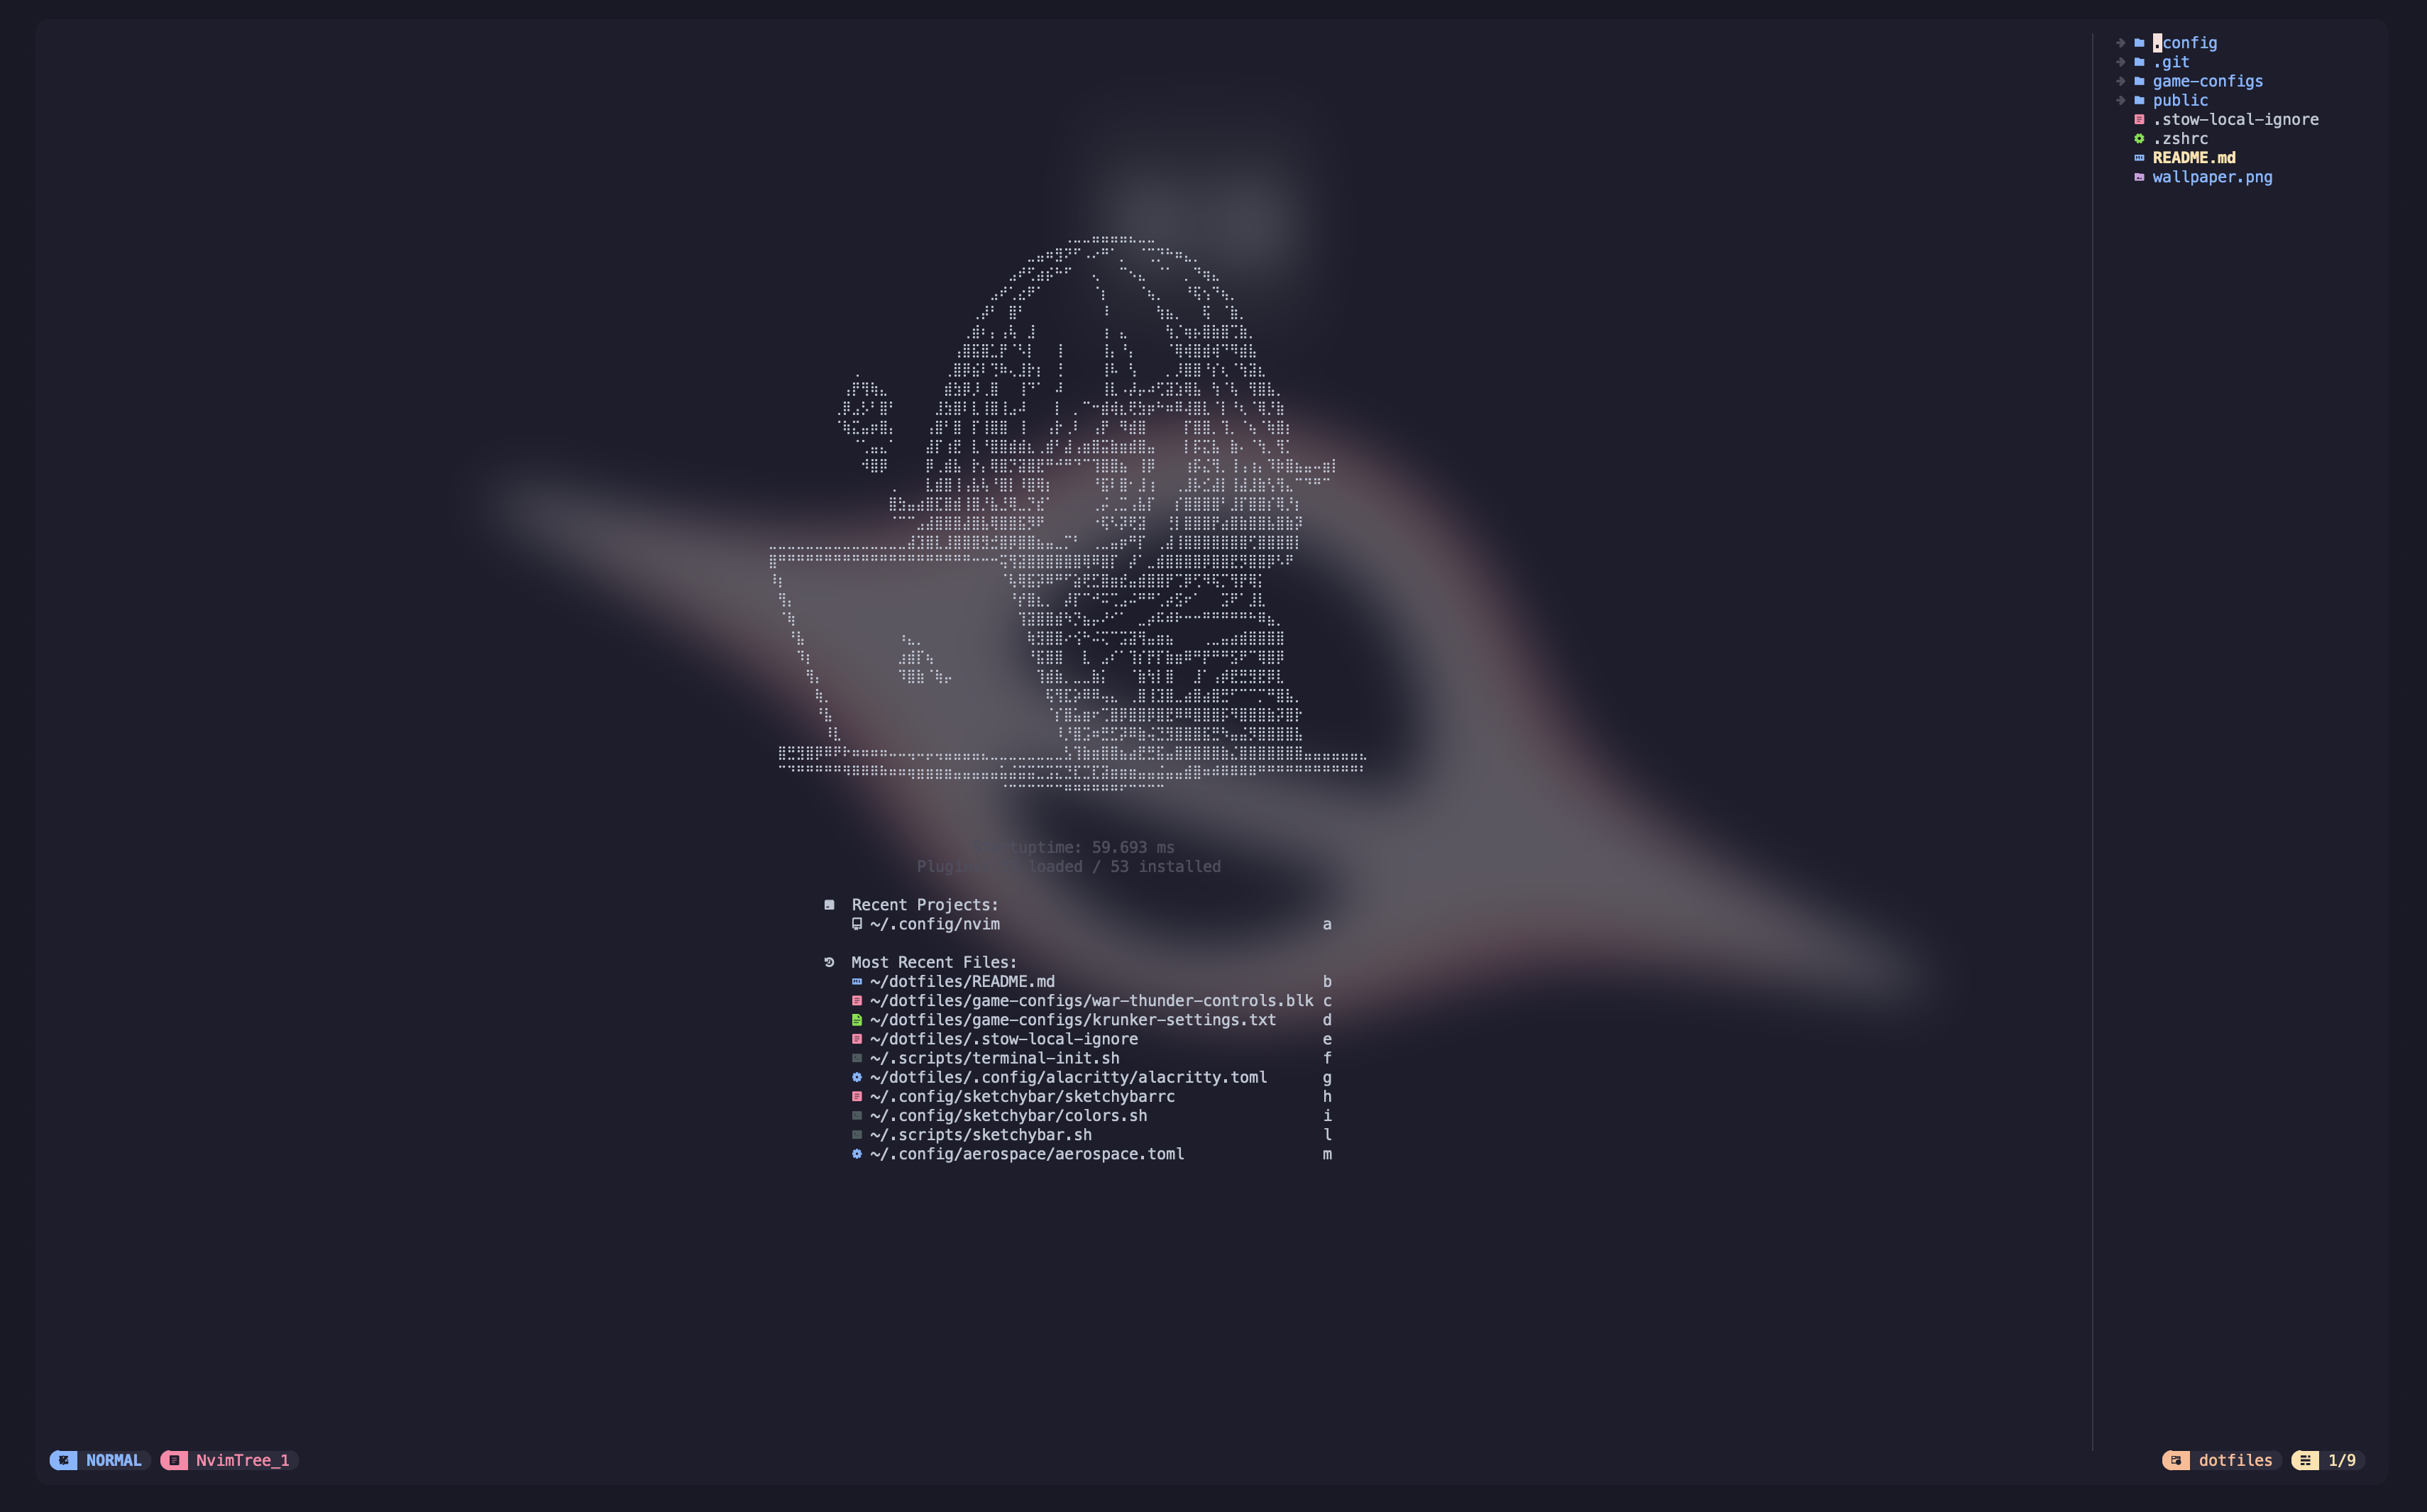 .config
.git
game-configs
public
.stow-local-ignore
.zshrc
README.md
wallpaper.png
tuptime: 59.693 ms
loaded / 53 installed
Recent Projects:
~/.config/nvim a
Most Recent Files:
~/dotfiles/README.md b
~/dotfiles/game-configs/war-thunder-controls.blk c
~/dotfiles/game-configs/krunker-settings.txt d
~/dotfiles/.stow-local-ignore e
~/.scripts/terminal-init.sh f
~/dotfiles/.config/alacritty/alacritty.toml g
~/.config/sketchybar/sketchybarrc h
~/.config/sketchybar/colors.sh i
~/.scripts/sketchybar.sh l
~/.config/aerospace/aerospace.toml m
NORMAL NvimTree_1 dotfiles 1/9